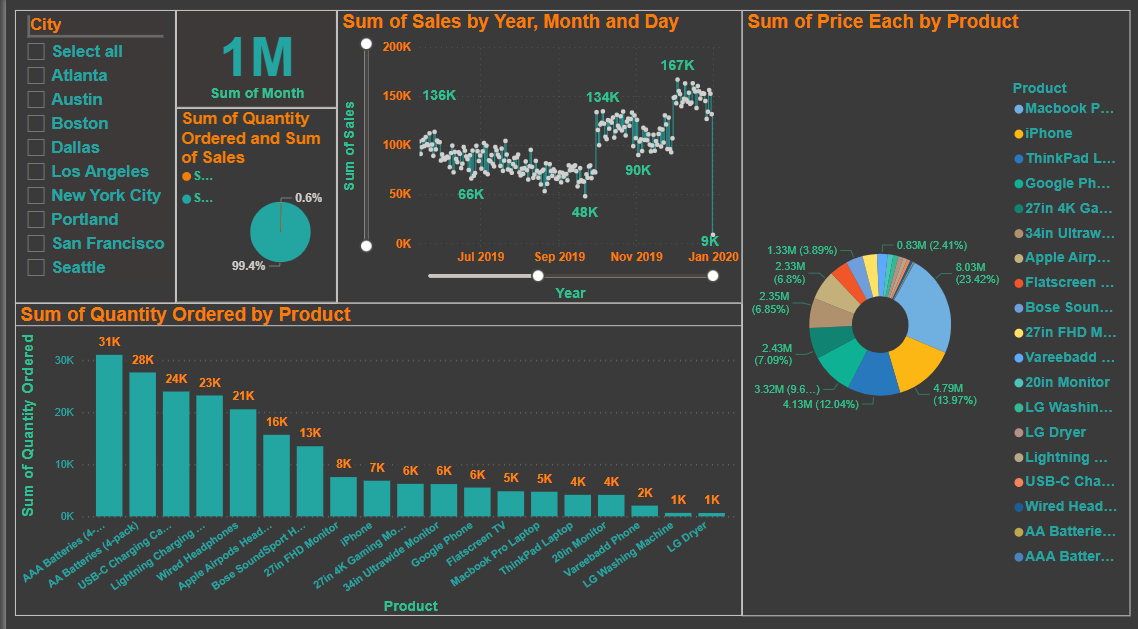 City
Select all
Atlanta
Austin
Boston
Dallas
Los Angeles
New York City
Portland
San Francisco
Seattle
1M
Sum of Month
Sum of Quantity
Ordered and Sum
of Sales
S...
S...
0.6%
99.4%
Sum of Sales by Year, Month and Day
Sum of Sales
200K
150K
100K
50K
0K
136K
66K
48K
134K
90K
167K
9K
Jul 2019
Sep 2019
Nov 2019
Jan 2020
Year
Sum of Price Each by Product
1.33M (3.89%)
0.83M (2.41%)
2.33M
(6.8%)
8.03M
(23.42%)
2.35M
(6.85%)
2.43M
(7.09%)
3.32M (9.6...)
4.13M (12.04%)
4.79M
(13.97%)
Product
Macbook P...
iPhone
ThinkPad L...
Google Ph...
27in 4K Ga...
34in Ultraw...
Apple Airp...
Flatscreen ...
Bose Soun...
27in FHD M...
Vareebadd ...
20in Monitor
LG Washin...
LG Dryer
Lightning ...
USB-C Cha...
Wired Head...
AA Batterie...
AAA Batter...
Sum of Quantity Ordered by Product
Sum of Quantity Ordered
30K
20K
10K
0K
31K
28K
24K
23K
21K
16K
13K
8K
7K
6K
6K
6K
5K
5K
4K
4K
2K
1K
1K
AAA Batteries (4-...
AA Batteries (4-pack)
USB-C Charging Ca...
Lightning Charging ...
Wired Headphones
Apple Airpods Head...
Bose SoundSport H...
27in FHD Monitor
iPhone
27in 4K Gaming Mo...
34in Ultrawide Monitor
Google Phone
Flatscreen TV
Macbook Pro Laptop
ThinkPad Laptop
20in Monitor
Vareebadd Phone
LG Washing Machine
LG Dryer
Product